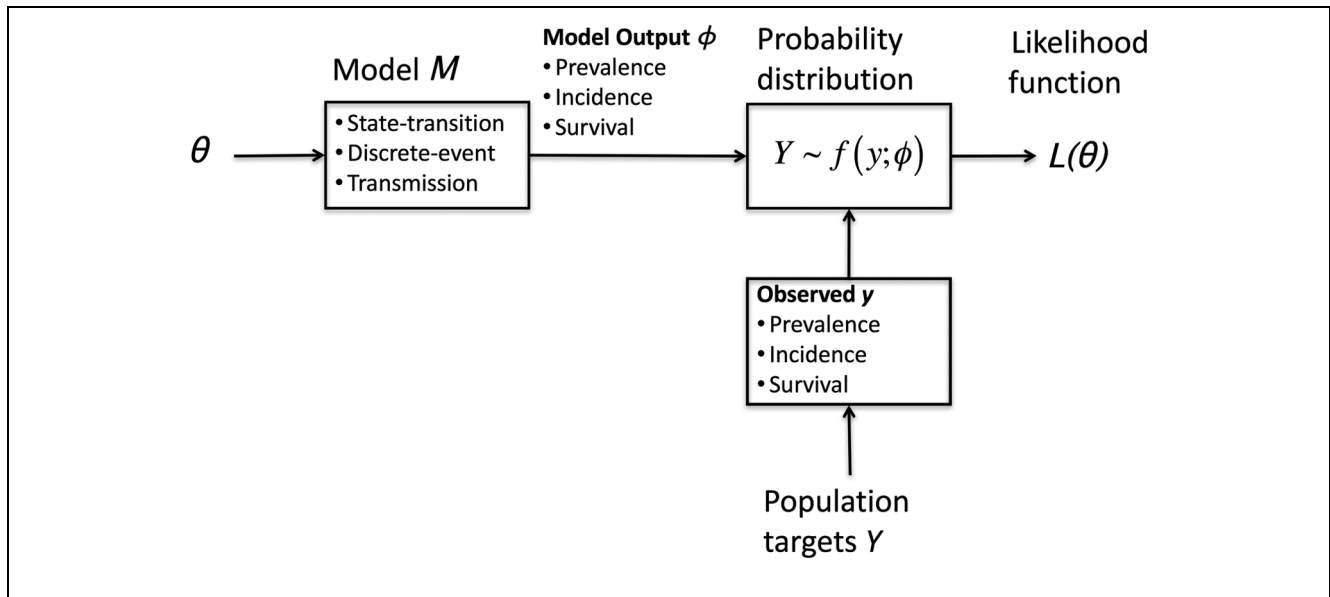 θ
Model M
• State-transition
• Discrete-event
• Transmission
Model Output ϕ
• Prevalence
• Incidence
• Survival
Probability
distribution
Y ~ f(y;ϕ)
Likelihood
function
L(θ)
Observed y
• Prevalence
• Incidence
• Survival
Population
targets Y